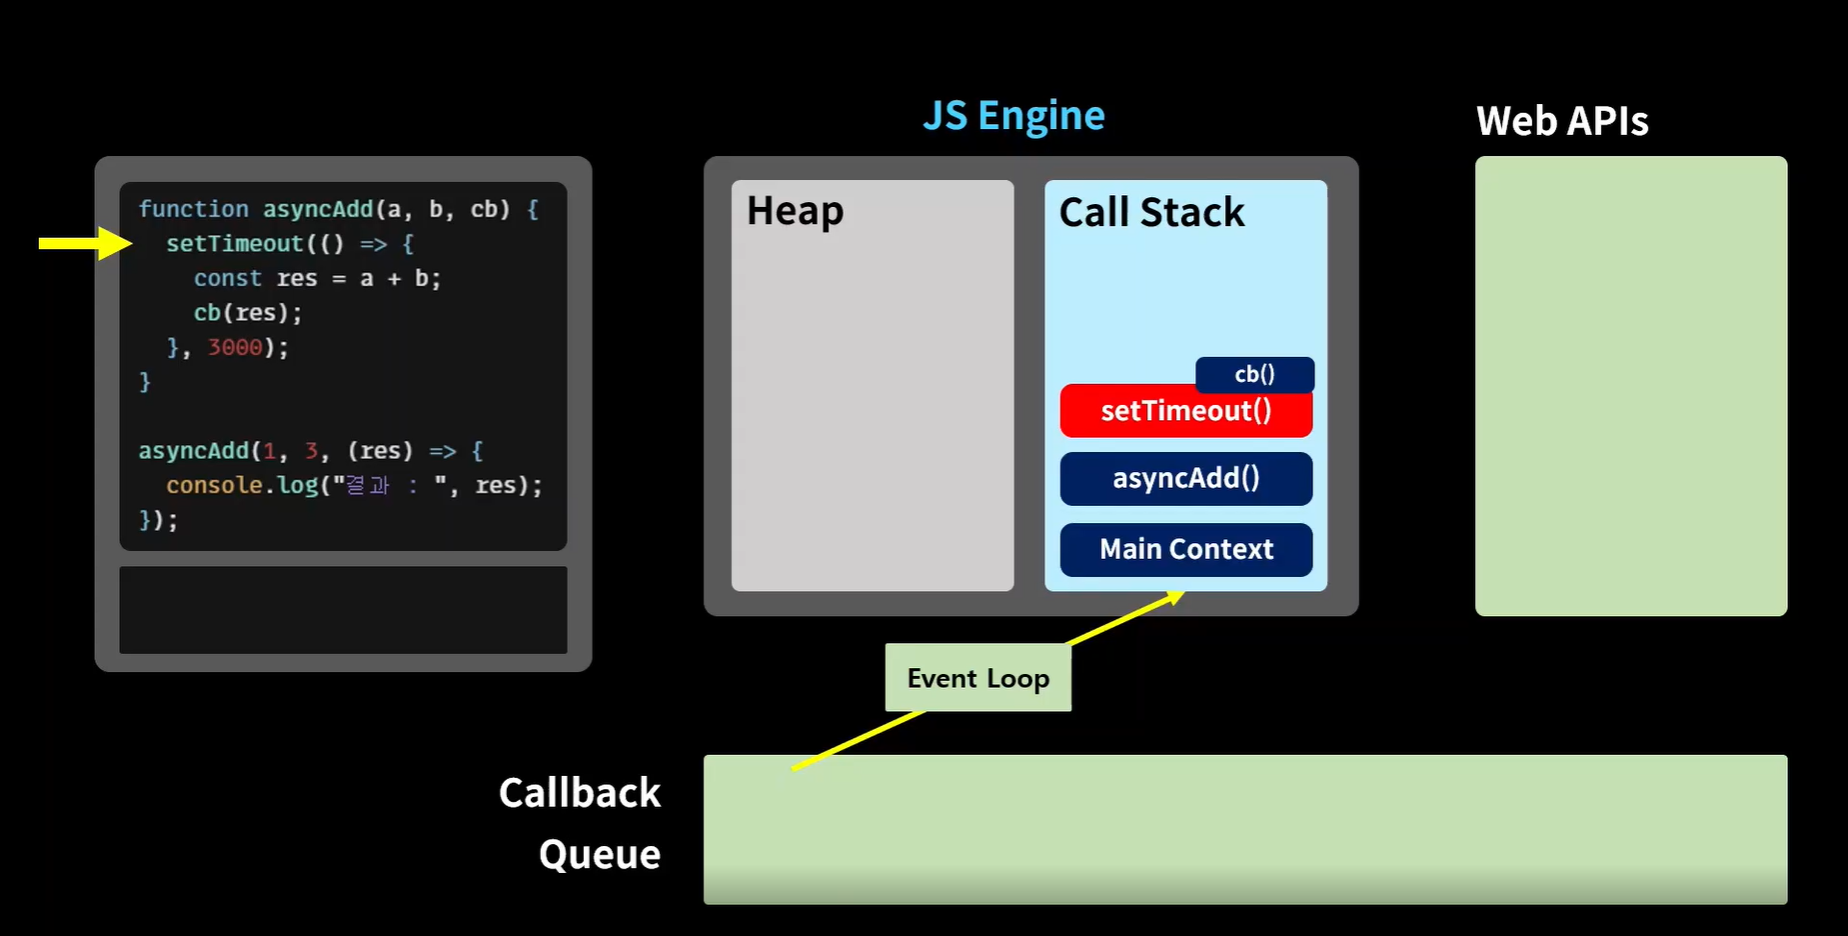 JS Engine
Web APIs
function asyncAdd(a, b, cb) {
  setTimeout(() => {
    const res = a + b;
    cb(res);
  }, 3000);
}
asyncAdd(1, 3, (res) => {
  console.log("결과 : ", res);
});
Heap
Call Stack
cb()
setTimeout()
asyncAdd()
Main Context
Event Loop
Callback
Queue